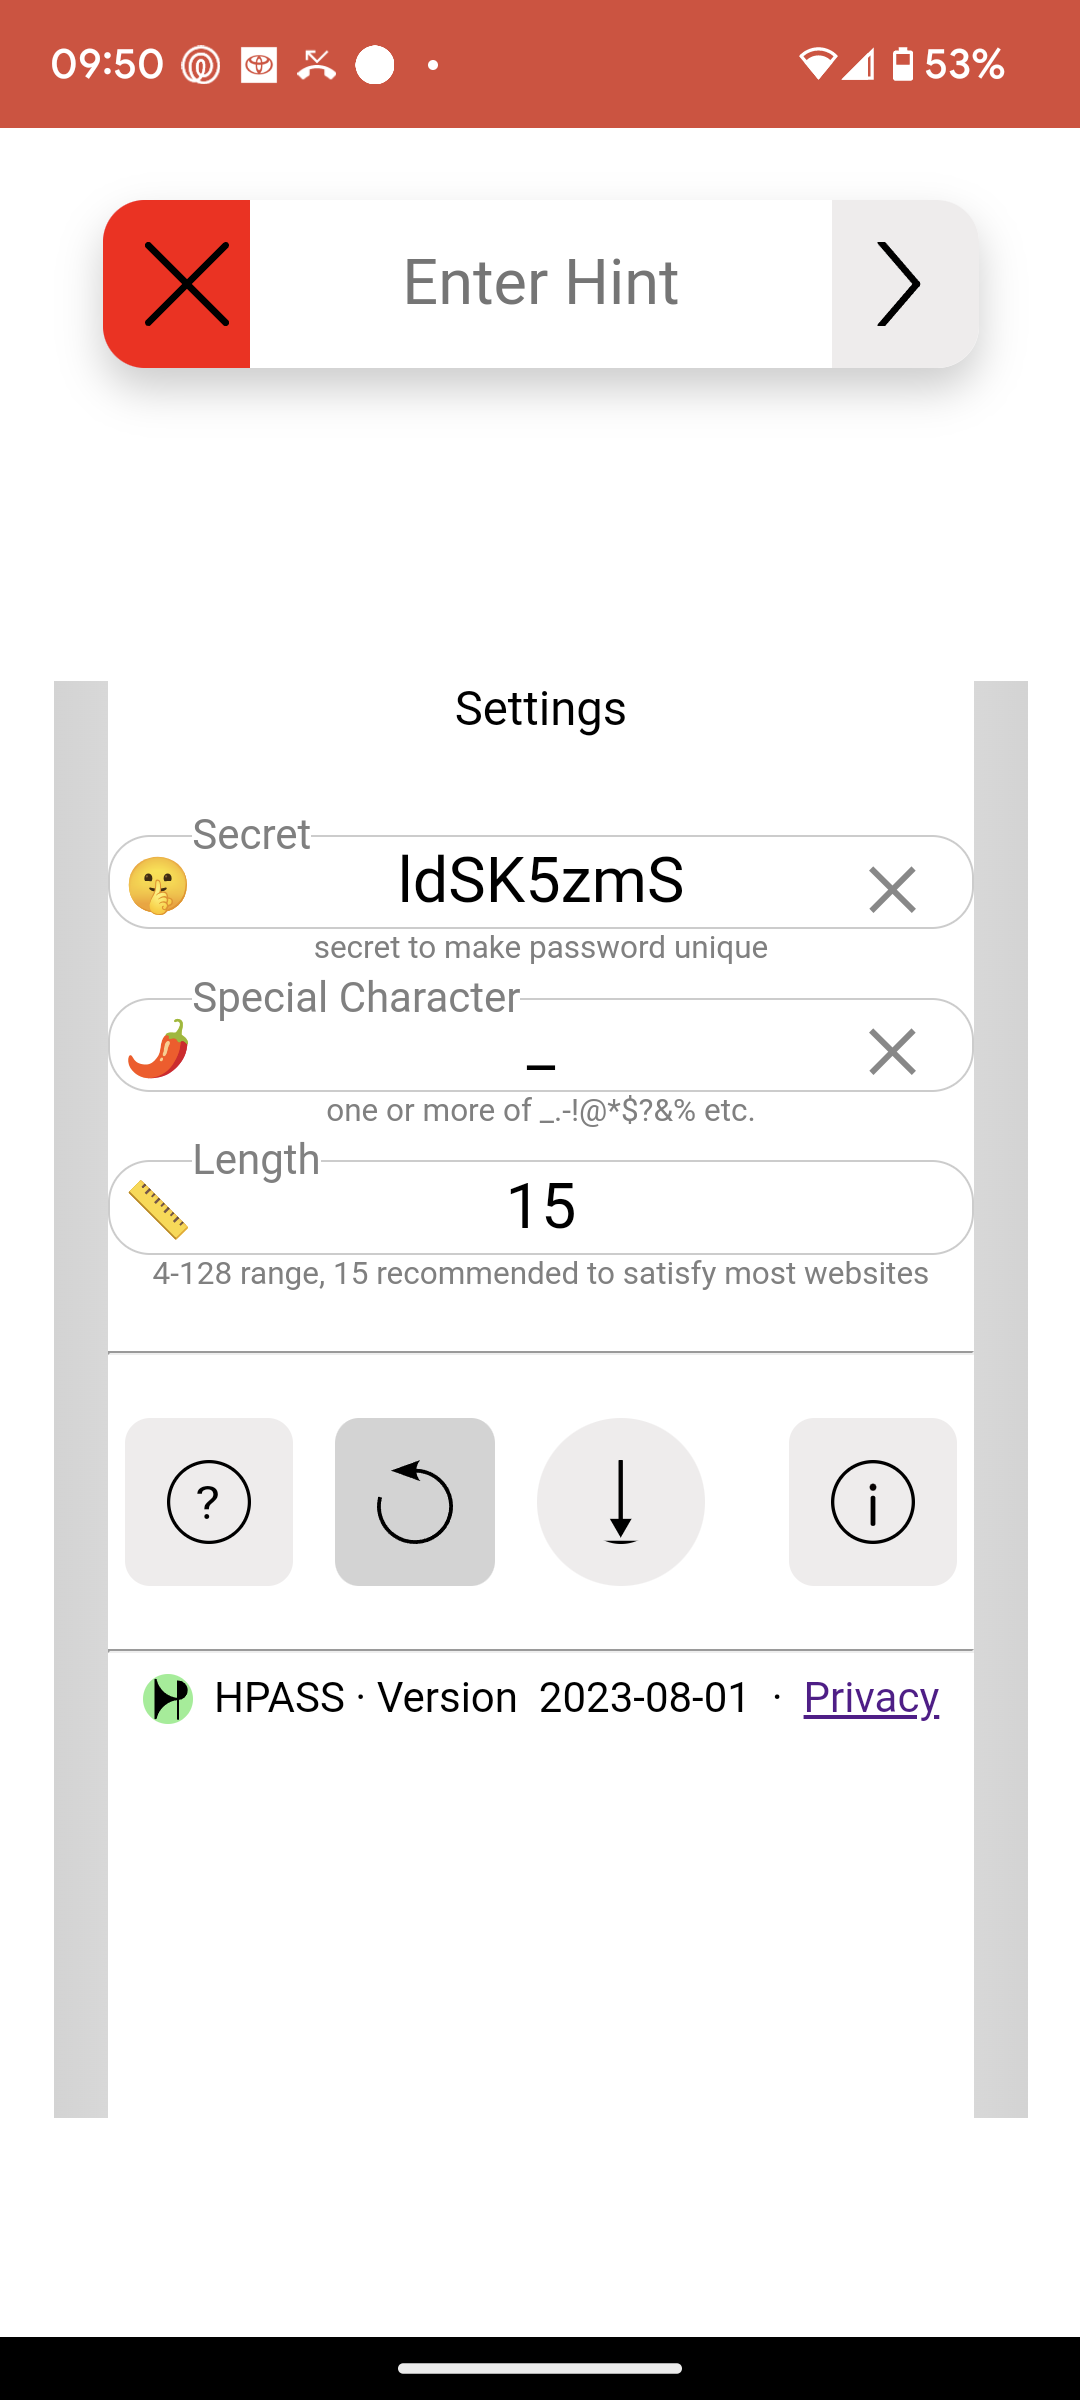 09:50 53%
Enter Hint
Settings
Secret
ldSK5zmS
secret to make password unique
Special Character
_
one or more of _.-!@*$?&% etc.
Length
15
4-128 range, 15 recommended to satisfy most websites
? i
HPASS · Version 2023-08-01 · Privacy